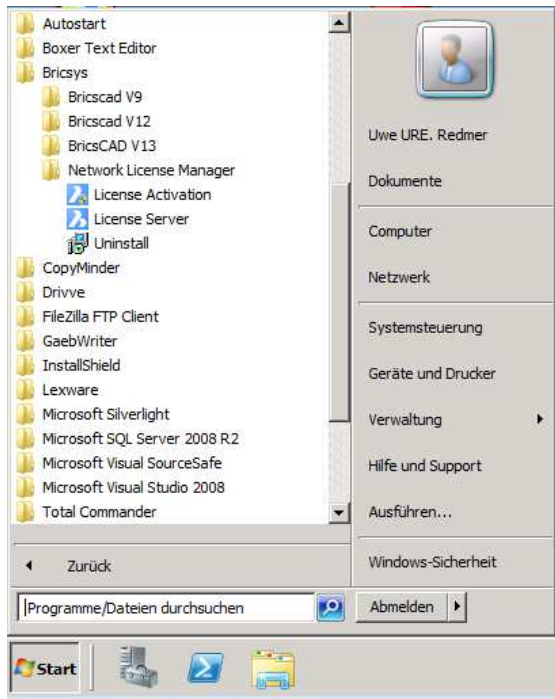 Autostart
Boxer Text Editor
Bricsys
Bricscad V9
Bricscad V12
BricsCAD V13
Network License Manager
License Activation
License Server
Uninstall
CopyMinder
Drivve
FileZilla FTP Client
GaebWriter
InstallShield
Lexware
Microsoft Silverlight
Microsoft SQL Server 2008 R2
Microsoft Visual SourceSafe
Microsoft Visual Studio 2008
Total Commander
Zurück
Programme/Dateien durchsuchen
Uwe URE. Redmer
Dokumente
Computer
Netzwerk
Systemsteuerung
Geräte und Drucker
Verwaltung
Hilfe und Support
Ausführen...
Windows-Sicherheit
Abmelden
Start